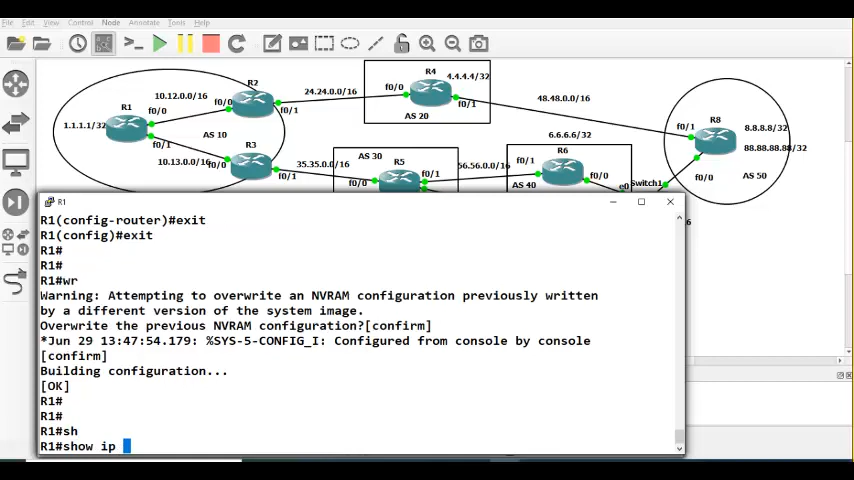 File Edit View Control Node Annotate Tools Help
R2
R4
4.4.4.4/32
10.12.0.0/16
24.24.0.0/16
f0/0
f0/0
f0/0
f0/1
f0/1
48.48.0.0/16
R1
1.1.1.1/32
AS 10
AS 20
R8
f0/1
8.8.8.8/32
6.6.6.6/32
88.88.88.88/32
f0/1
R3
10.13.0.0/16
f0/0
f0/1
35.35.0.0/16
AS 30
R5
f0/0
f0/1
56.56.0.0/16
f0/1
R6
AS 40
f0/0
e0
Switch1
f0/0
AS 50
R1
R1(config-router)#exit
R1(config)#exit
R1#
R1#
R1#wr
Warning: Attempting to overwrite an NVRAM configuration previously written
by a different version of the system image.
Overwrite the previous NVRAM configuration?[confirm]
*Jun 29 13:47:54.179: %SYS-5-CONFIG_I: Configured from console by console
[confirm]
Building configuration...
[OK]
R1#
R1#
R1#sh
R1#show ip